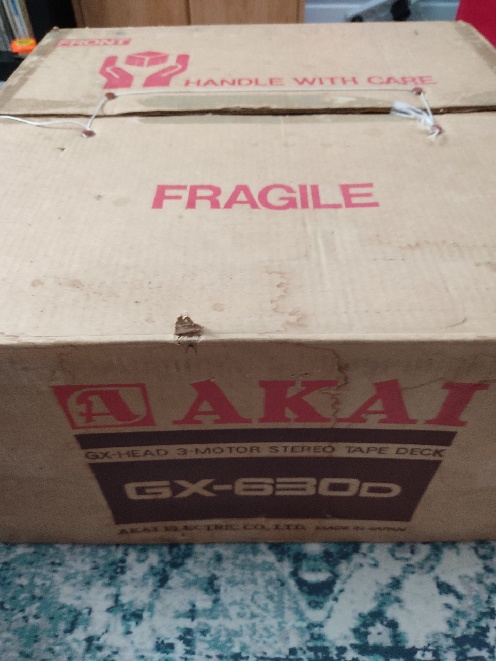 FRONT
HANDLE WITH CARE
FRAGILE
A AKAI
GX-HEAD 3-MOTOR STEREO TAPE DECK
GX-630D
AKAI ELECTRIC CO., LTD. MADE IN JAPAN